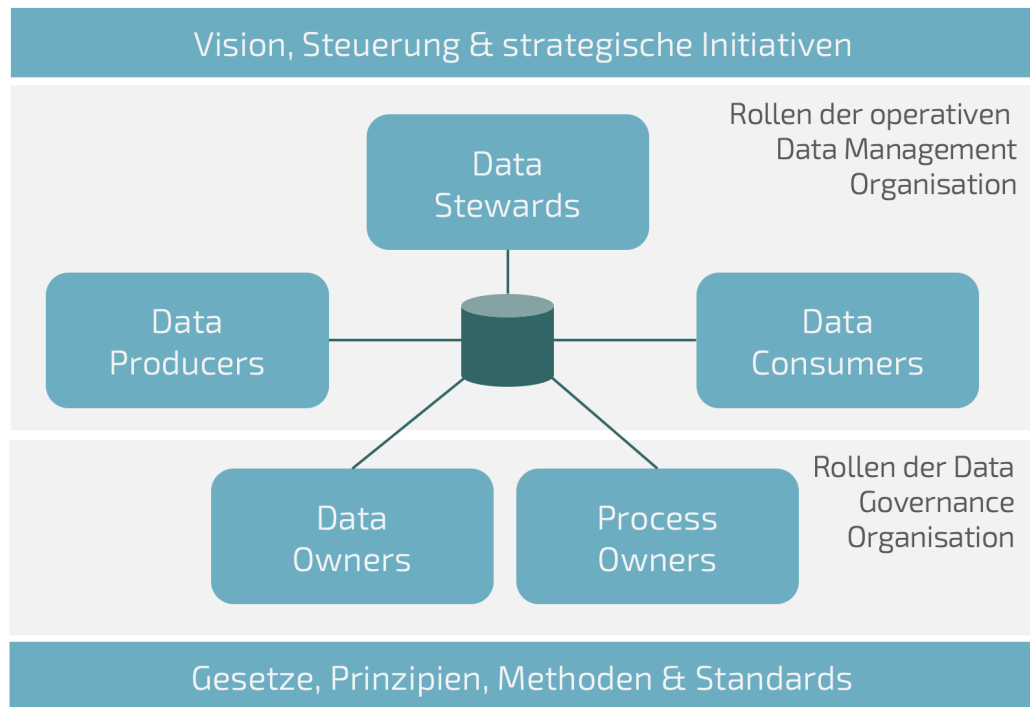 Vision, Steuerung & strategische Initiativen
Rollen der operativen
Data Management
Organisation
Data
Stewards
Data
Producers
Data
Consumers
Rollen der Data
Governance
Organisation
Data
Owners
Process
Owners
Gesetze, Prinzipien, Methoden & Standards